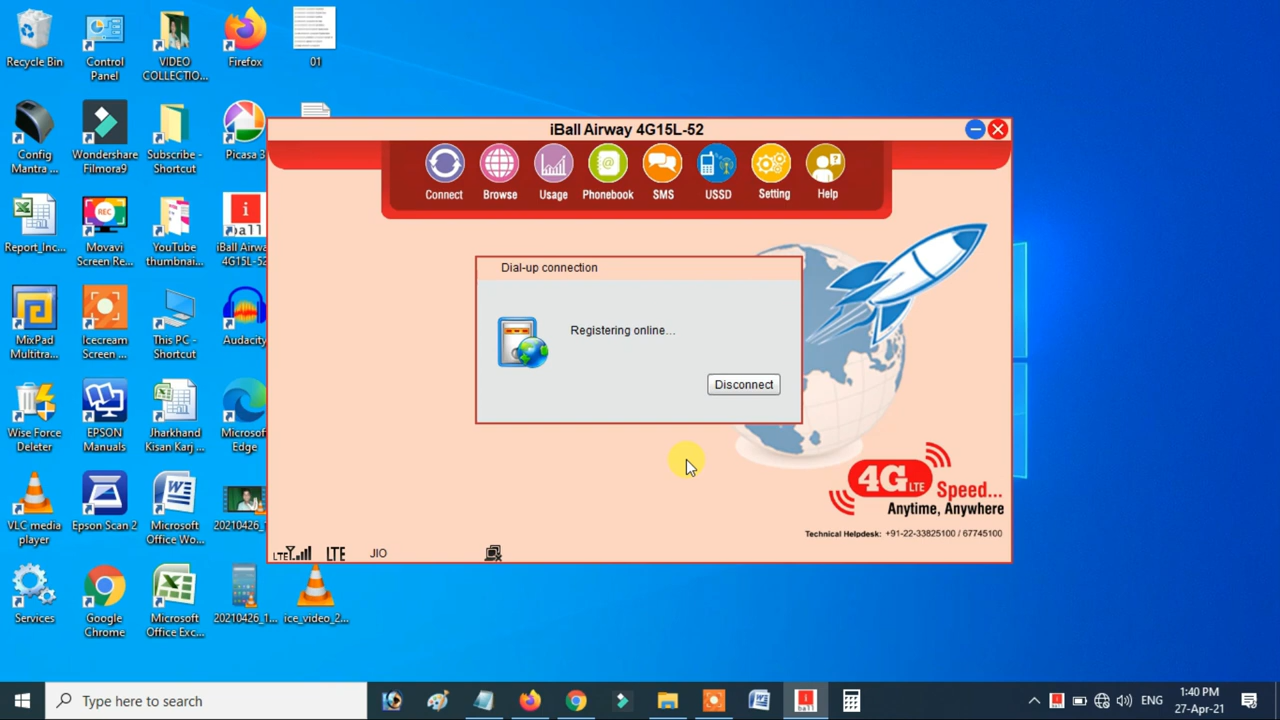 Recycle Bin
Control
Panel
VIDEO
COLLECTIO...
Firefox
01
Config
Mantra ...
Wondershare
Filmora9
Subscribe -
Shortcut
Picasa 3
Report_Inc...
Movavi
Screen Re...
YouTube
thumbnai...
i
ball
iBall Airwa
4G15L-52
REC
MixPad
Multitra...
Icecream
Screen ...
This PC -
Shortcut
Audacity
Wise Force
Deleter
EPSON
Manuals
Jharkhand
Kisan Karj ...
Microsof
Edge
VLC media
player
Epson Scan 2
Microsoft
Office Wo...
20210426_1
Services
Google
Chrome
Microsoft
Office Exc...
20210426_1...
ice_video_2...
iBall Airway 4G15L-52
Connect
Browse
Usage
Phonebook
SMS
USSD
Setting
Help
Dial-up connection
Registering online...
Disconnect
4G LTE Speed...
Anytime, Anywhere
Technical Helpdesk: +91-22-33825100 / 67745100
LTE
LTE
JIO
Type here to search
i
ball
ENG
1:40 PM
27-Apr-21